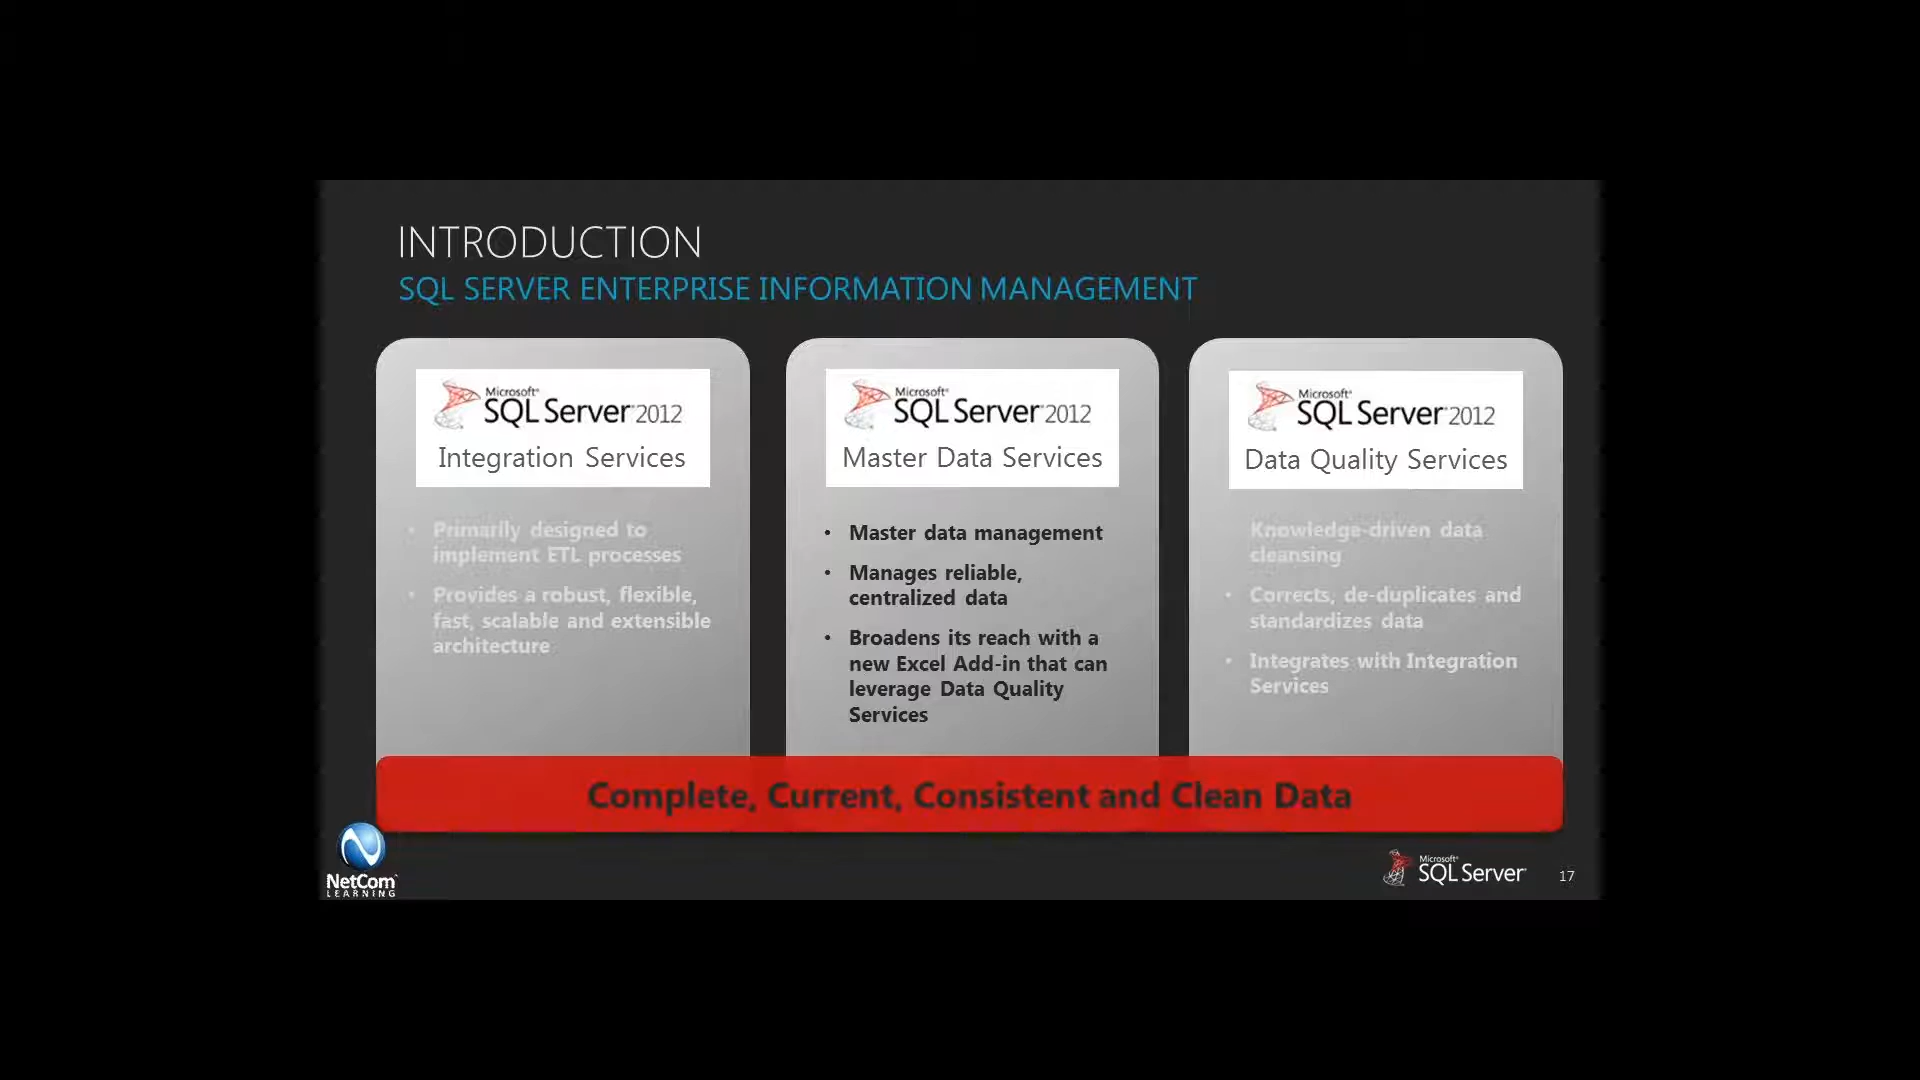 INTRODUCTION
SQL SERVER ENTERPRISE INFORMATION MANAGEMENT
Microsoft®
SQL Server® 2012
Integration Services
• Primarily designed to
implement ETL processes
• Provides a robust, flexible,
fast, scalable and extensible
architecture
Microsoft®
SQL Server® 2012
Master Data Services
• Master data management
• Manages reliable,
centralized data
• Broadens its reach with a
new Excel Add-in that can
leverage Data Quality
Services
Microsoft®
SQL Server® 2012
Data Quality Services
Knowledge-driven data
cleansing
• Corrects, de-duplicates and
standardizes data
• Integrates with Integration
Services
Complete, Current, Consistent and Clean Data
NetCom
LEARNING
Microsoft®
SQL Server®
17